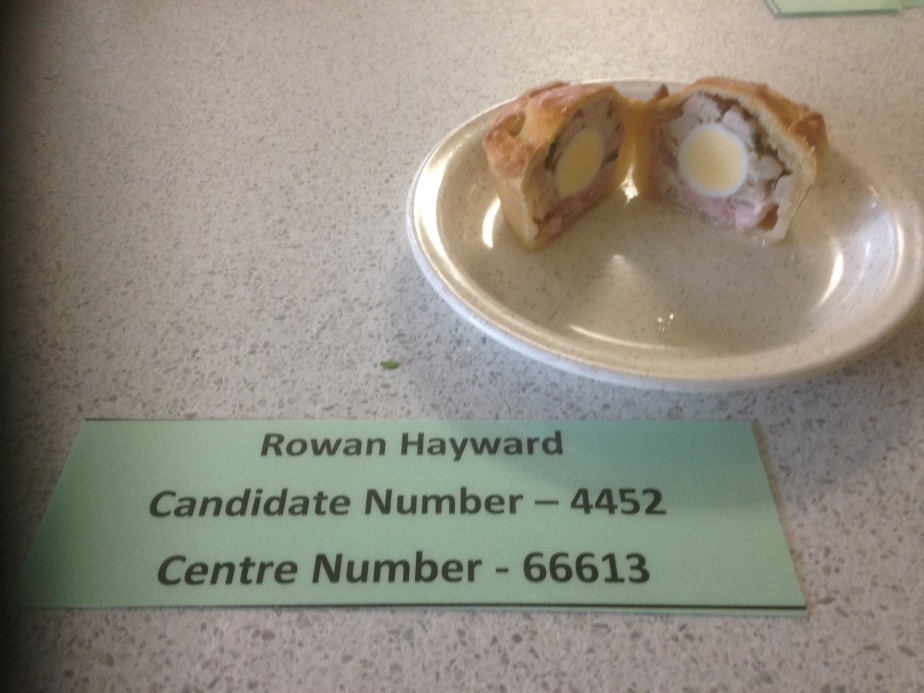 Rowan Hayward
Candidate Number – 4452
Centre Number - 66613